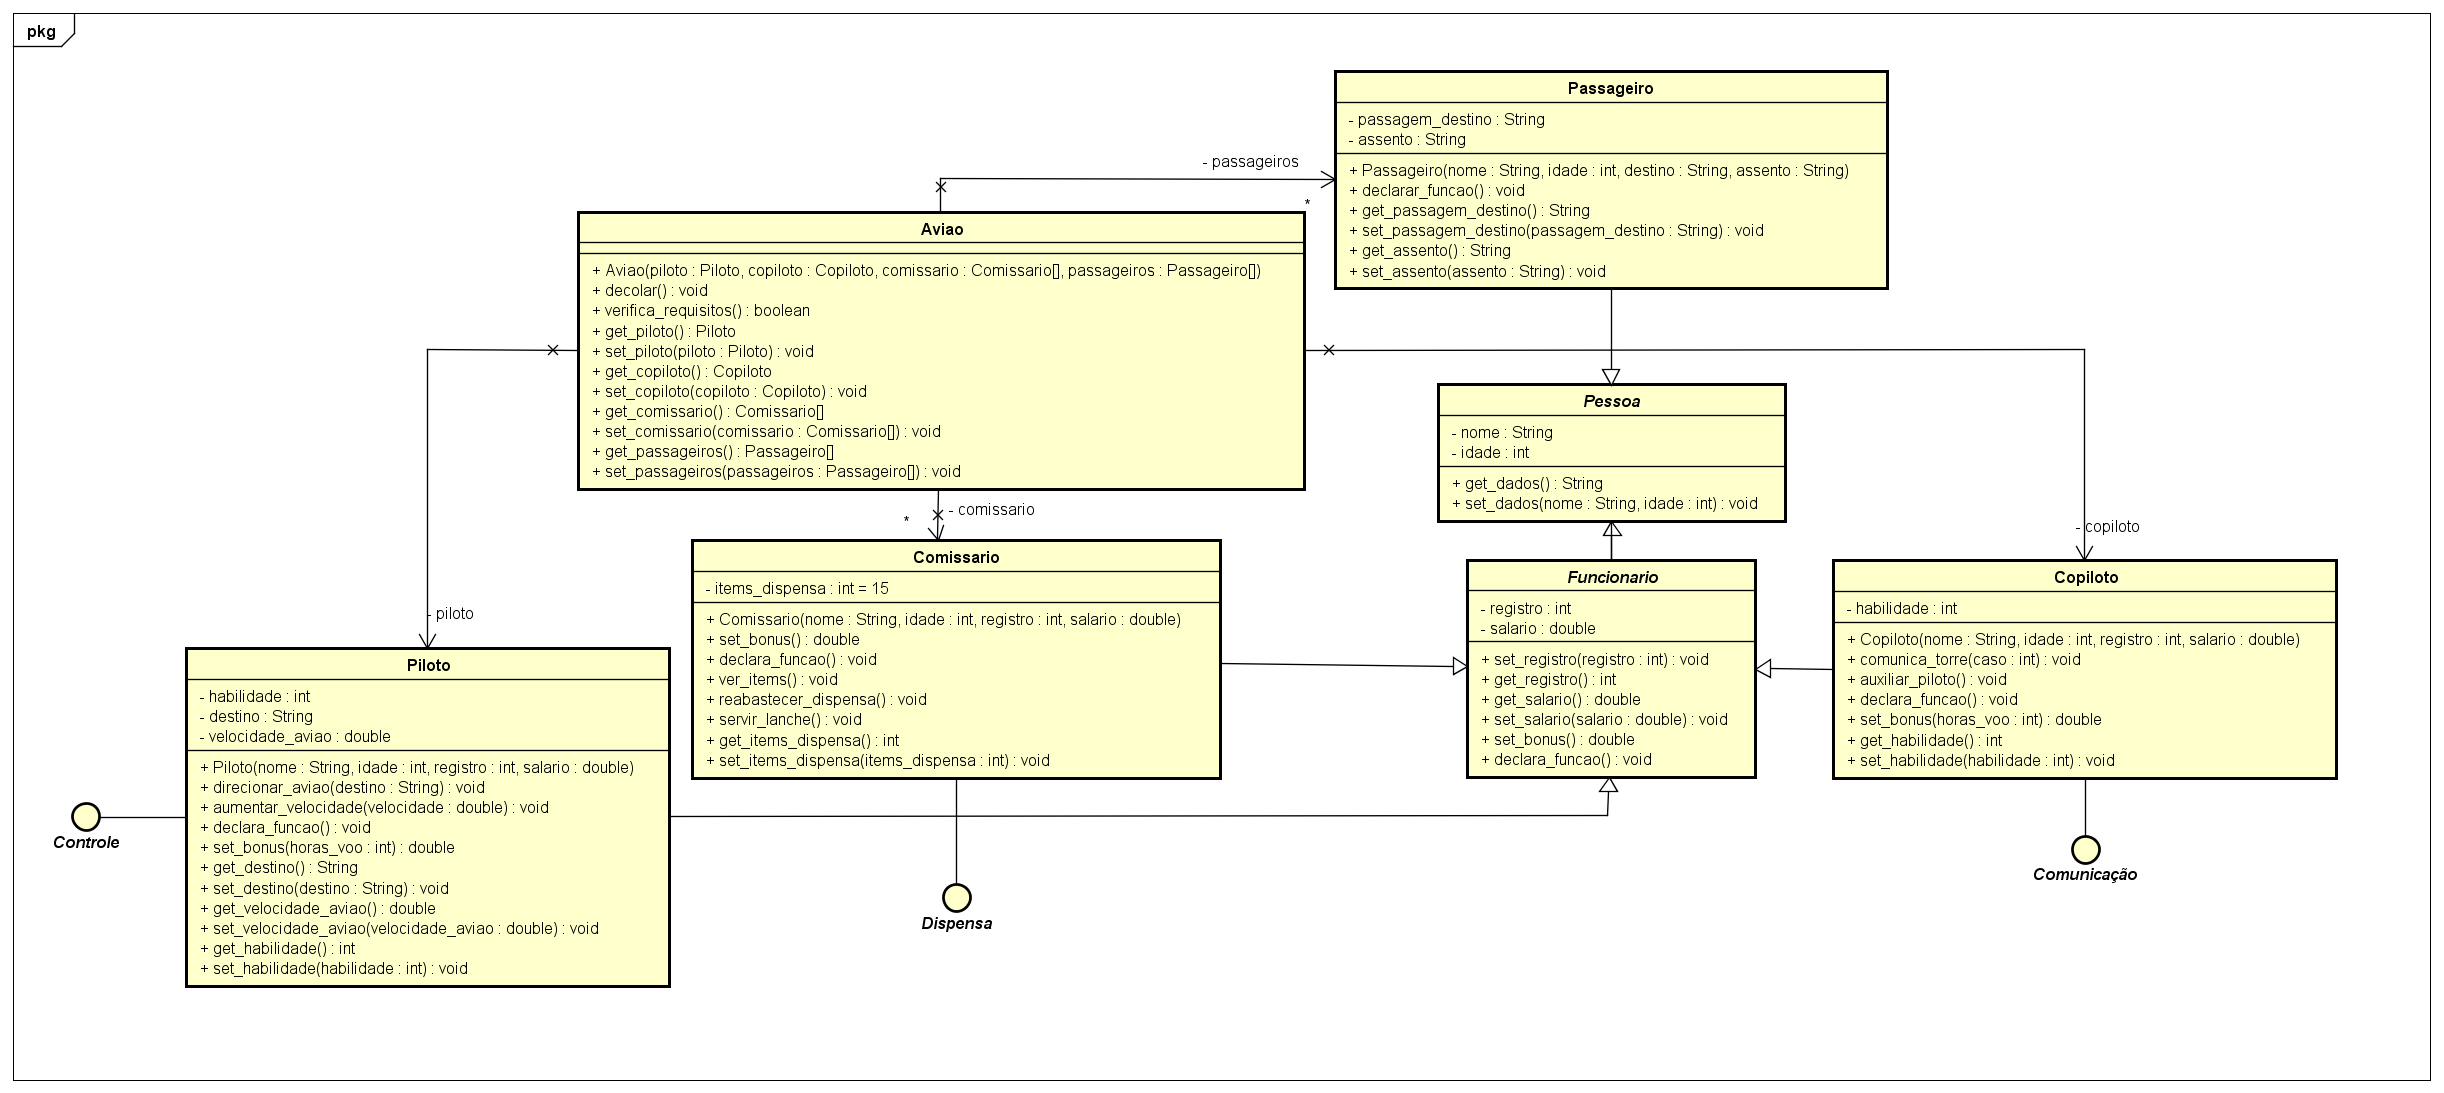 pkg
Passageiro
- passagem_destino : String
- assento : String
+ Passageiro(nome : String, idade : int, destino : String, assento : String)
+ declarar_funcao() : void
+ get_passagem_destino() : String
+ set_passagem_destino(passagem_destino : String) : void
+ get_assento() : String
+ set_assento(assento : String) : void
- passageiros
*
Aviao
+ Aviao(piloto : Piloto, copiloto : Copiloto, comissario : Comissario[], passageiros : Passageiro[])
+ decolar() : void
+ verifica_requisitos() : boolean
+ get_piloto() : Piloto
+ set_piloto(piloto : Piloto) : void
+ get_copiloto() : Copiloto
+ set_copiloto(copiloto : Copiloto) : void
+ get_comissario() : Comissario[]
+ set_comissario(comissario : Comissario[]) : void
+ get_passageiros() : Passageiro[]
+ set_passageiros(passageiros : Passageiro[]) : void
Pessoa
- nome : String
- idade : int
+ get_dados() : String
+ set_dados(nome : String, idade : int) : void
- comissario
*
- copiloto
- piloto
Comissario
- items_dispensa : int = 15
+ Comissario(nome : String, idade : int, registro : int, salario : double)
+ set_bonus() : double
+ declara_funcao() : void
+ ver_items() : void
+ reabastecer_dispensa() : void
+ servir_lanche() : void
+ get_items_dispensa() : int
+ set_items_dispensa(items_dispensa : int) : void
Funcionario
- registro : int
- salario : double
+ set_registro(registro : int) : void
+ get_registro() : int
+ get_salario() : double
+ set_salario(salario : double) : void
+ set_bonus() : double
+ declara_funcao() : void
Copiloto
- habilidade : int
+ Copiloto(nome : String, idade : int, registro : int, salario : double)
+ comunica_torre(caso : int) : void
+ auxiliar_piloto() : void
+ declara_funcao() : void
+ set_bonus(horas_voo : int) : double
+ get_habilidade() : int
+ set_habilidade(habilidade : int) : void
Piloto
- habilidade : int
- destino : String
- velocidade_aviao : double
+ Piloto(nome : String, idade : int, registro : int, salario : double)
+ direcionar_aviao(destino : String) : void
+ aumentar_velocidade(velocidade : double) : void
+ declara_funcao() : void
+ set_bonus(horas_voo : int) : double
+ get_destino() : String
+ set_destino(destino : String) : void
+ get_velocidade_aviao() : double
+ set_velocidade_aviao(velocidade_aviao : double) : void
+ get_habilidade() : int
+ set_habilidade(habilidade : int) : void
Controle
Dispensa
Comunicação